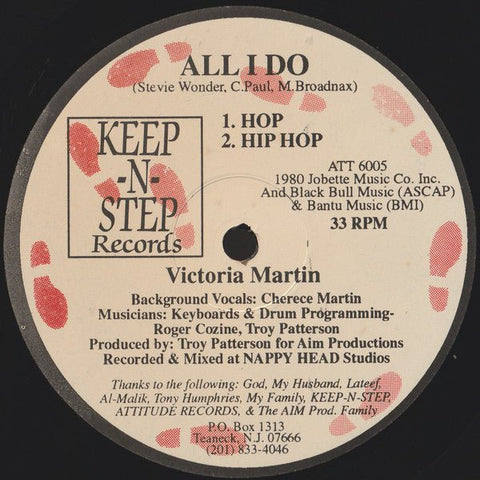 ALL I DO
(Stevie Wonder, C.Paul, M.Broadnax)
KEEP
-N-
STEP
Records
1. HOP
2. HIP HOP
ATT 6005
1980 Jobette Music Co. Inc.
And Black Bull Music (ASCAP)
& Bantu Music (BMI)
33 RPM
Victoria Martin
Background Vocals: Cherece Martin
Musicians: Keyboards & Drum Programming-
Roger Cozine, Troy Patterson
Produced by: Troy Patterson for Aim Productions
Recorded & Mixed at NAPPY HEAD Studios
Thanks to the following: God, My Husband, Lateef,
Al-Malik, Tony Humphries, My Family, KEEP-N-STEP,
ATTITUDE RECORDS, & The AIM Prod. Family
P.O. Box 1313
Teaneck, N.J. 07666
(201) 833-4046